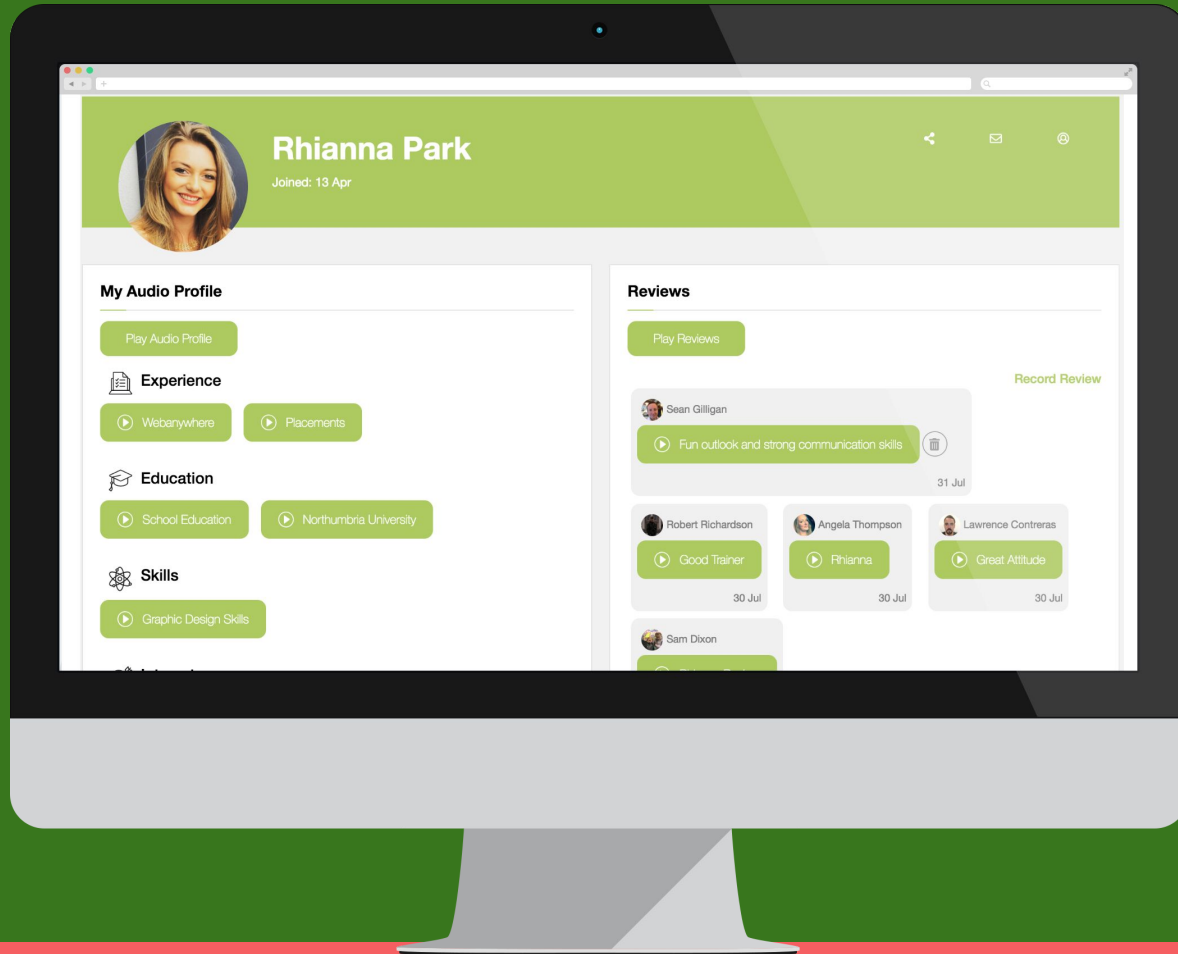 Rhianna Park
Joined: 13 Apr
My Audio Profile
Play Audio Profile
Experience
Webanywhere
Placements
Education
School Education
Northumbria University
Skills
Graphic Design Skills
Reviews
Play Reviews
Record Review
Sean Gilligan
Fun outlook and strong communication skills
31 Jul
Robert Richardson
Good Trainer
30 Jul
Angela Thompson
Rhianna
30 Jul
Lawrence Contreras
Great Attitude
30 Jul
Sam Dixon